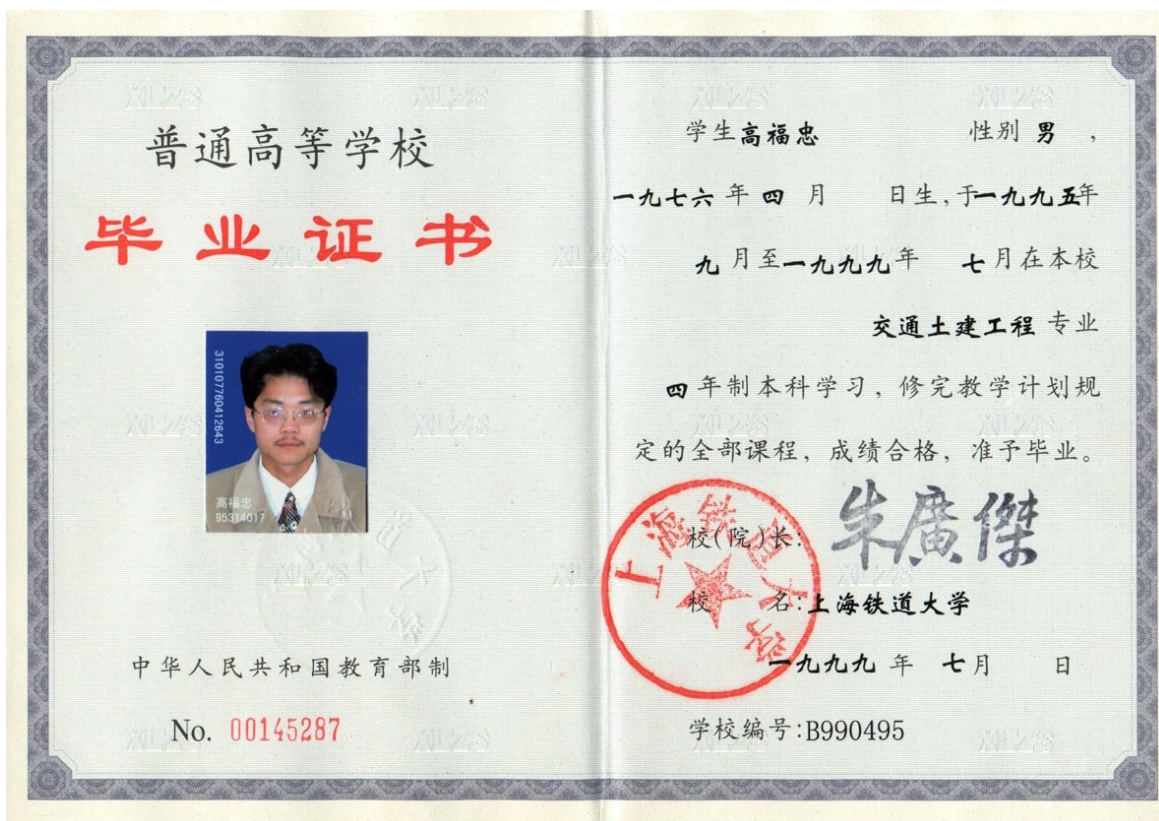 普通高等学校
毕业证书
310107760412643
高福忠
95314017
中华人民共和国教育部制
No. 00145287
学生高福忠 性别 男,
一九七六年四月 日生,于一九九五年
九月至一九九九年 七月在本校
交通土建工程 专业
四年制本科学习,修完教学计划规
定的全部课程,成绩合格,准予毕业。
校(院)长: 朱廣傑
校 名:上海铁道大学
一九九九年 七月 日
学校编号:B990495
上海铁道大学